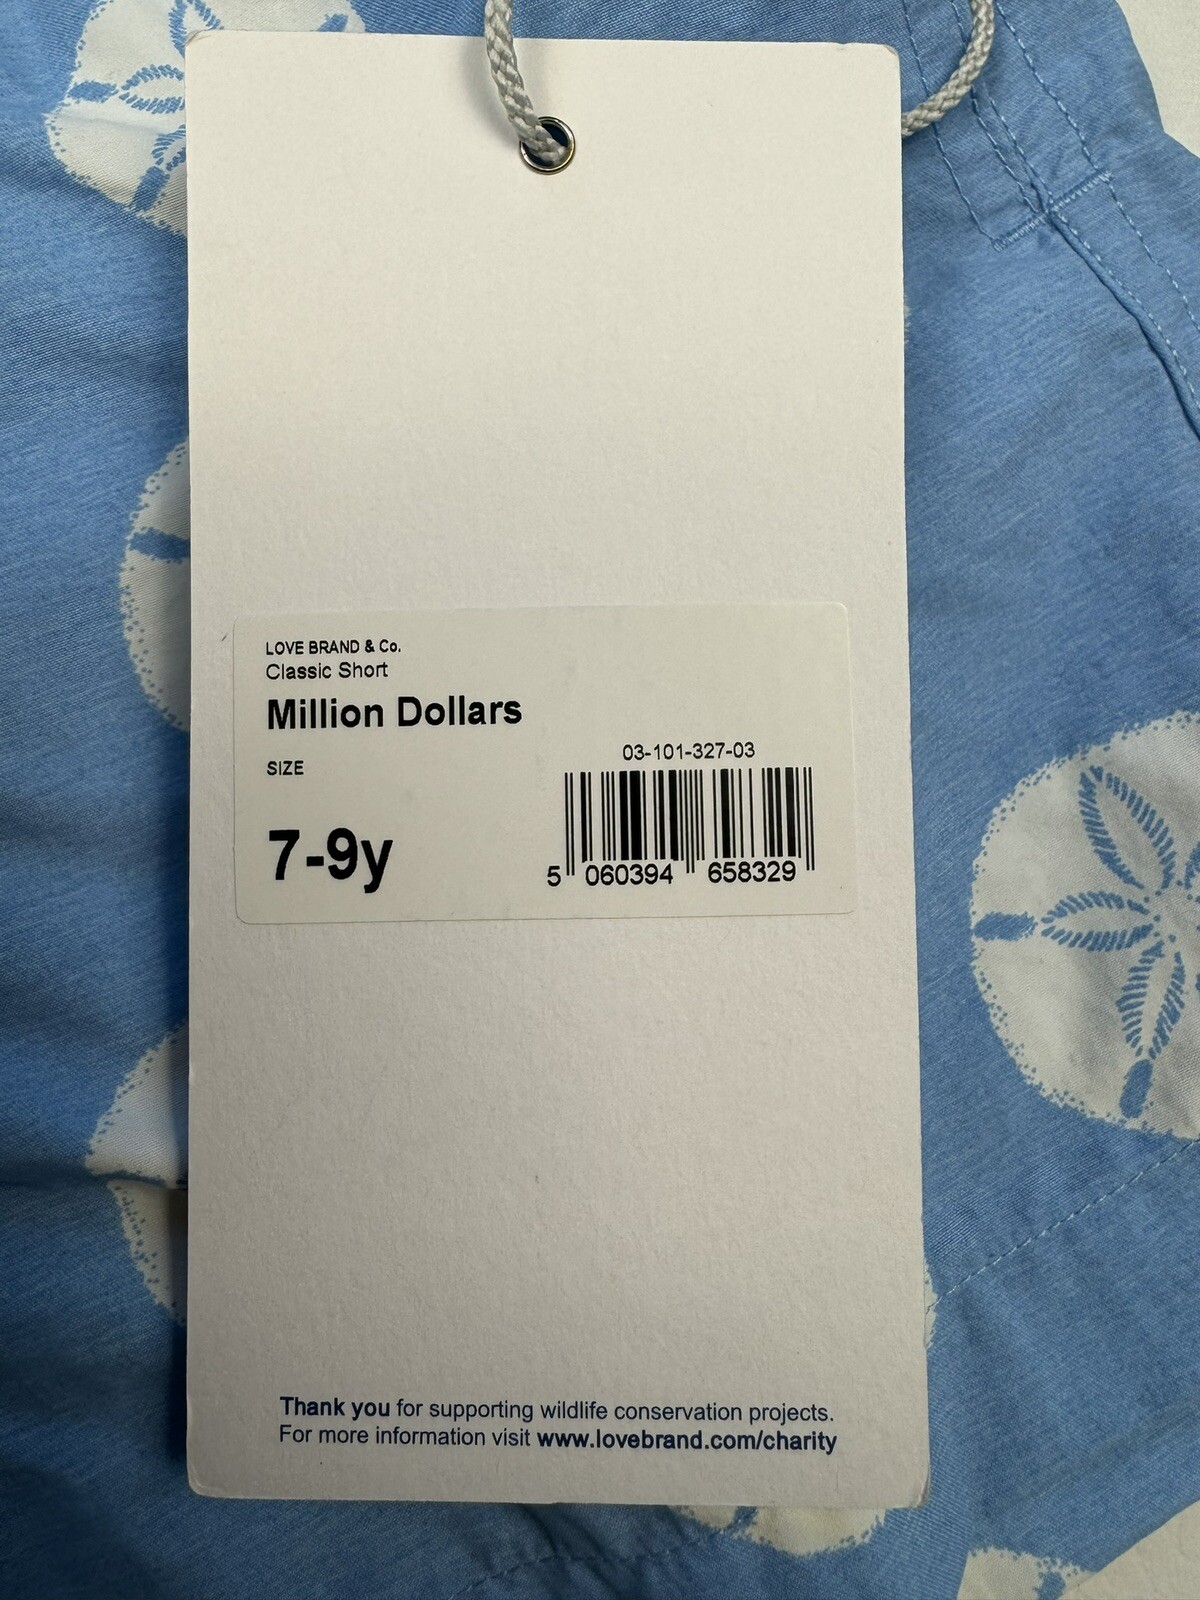 LOVE BRAND & Co.
Classic Short
Million Dollars
SIZE
7-9y
03-101-327-03
5 060394 658329
Thank you for supporting wildlife conservation projects.
For more information visit www.lovebrand.com/charity